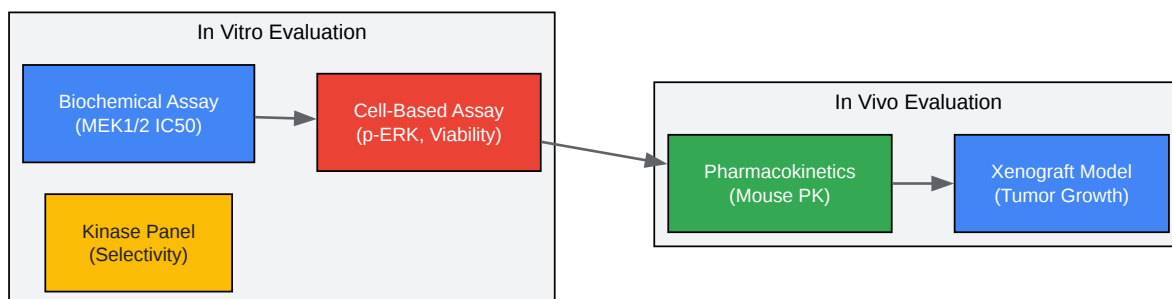 In Vitro Evaluation
Biochemical Assay
(MEK1/2 IC50)
Cell-Based Assay
(p-ERK, Viability)
Kinase Panel
(Selectivity)
In Vivo Evaluation
Pharmacokinetics
(Mouse PK)
Xenograft Model
(Tumor Growth)